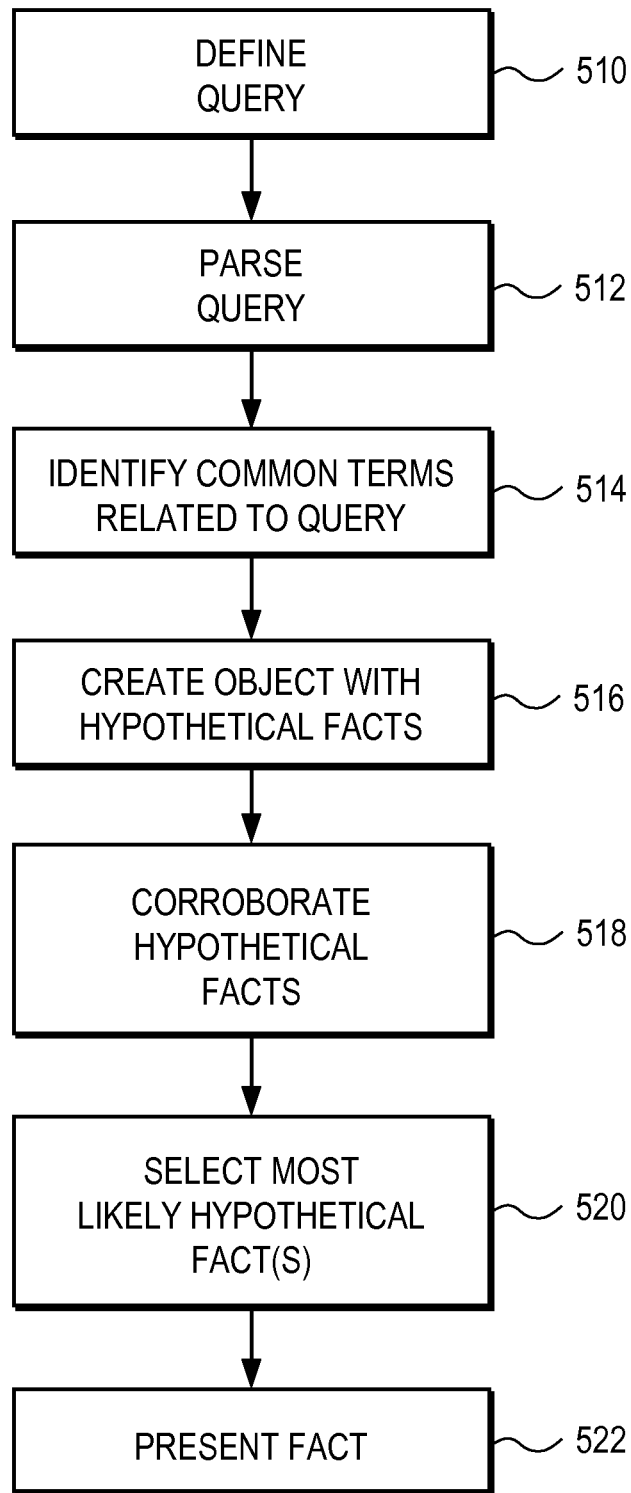 DEFINE
QUERY
510
PARSE
QUERY
512
IDENTIFY COMMON TERMS
RELATED TO QUERY
514
CREATE OBJECT WITH
HYPOTHETICAL FACTS
516
CORROBORATE
HYPOTHETICAL
FACTS
518
SELECT MOST
LIKELY HYPOTHETICAL
FACT(S)
520
PRESENT FACT
522